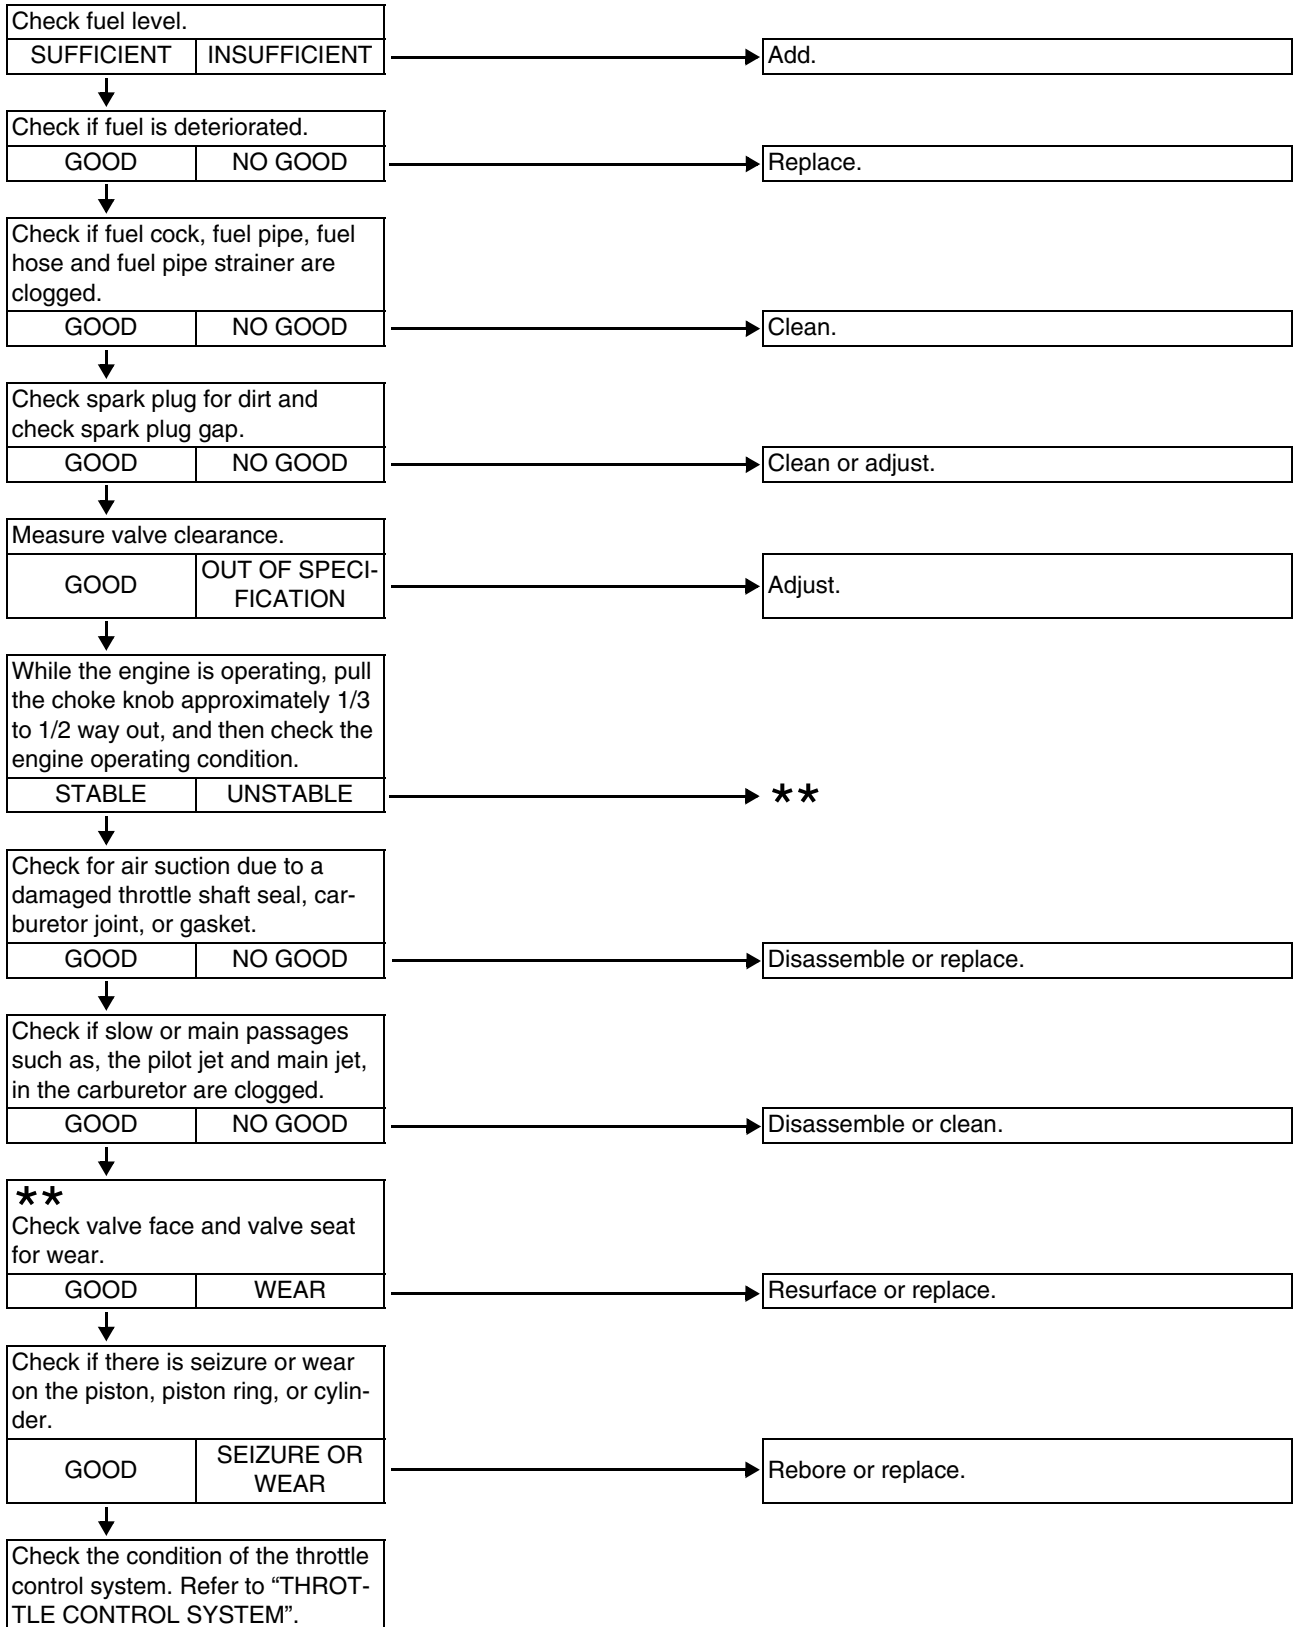 Check fuel level.
SUFFICIENT INSUFFICIENT Add.
Check if fuel is deteriorated.
GOOD NO GOOD Replace.
Check if fuel cock, fuel pipe, fuel
hose and fuel pipe strainer are
clogged.
GOOD NO GOOD Clean.
Check spark plug for dirt and
check spark plug gap.
GOOD NO GOOD Clean or adjust.
Measure valve clearance.
GOOD OUT OF SPECI-
FICATION Adjust.
While the engine is operating, pull
the choke knob approximately 1/3
to 1/2 way out, and then check the
engine operating condition.
STABLE UNSTABLE **
Check for air suction due to a
damaged throttle shaft seal, car-
buretor joint, or gasket.
GOOD NO GOOD Disassemble or replace.
Check if slow or main passages
such as, the pilot jet and main jet,
in the carburetor are clogged.
GOOD NO GOOD Disassemble or clean.
**
Check valve face and valve seat
for wear.
GOOD WEAR Resurface or replace.
Check if there is seizure or wear
on the piston, piston ring, or cylin-
der.
GOOD SEIZURE OR
WEAR Rebore or replace.
Check the condition of the throttle
control system. Refer to “THROT-
TLE CONTROL SYSTEM”.